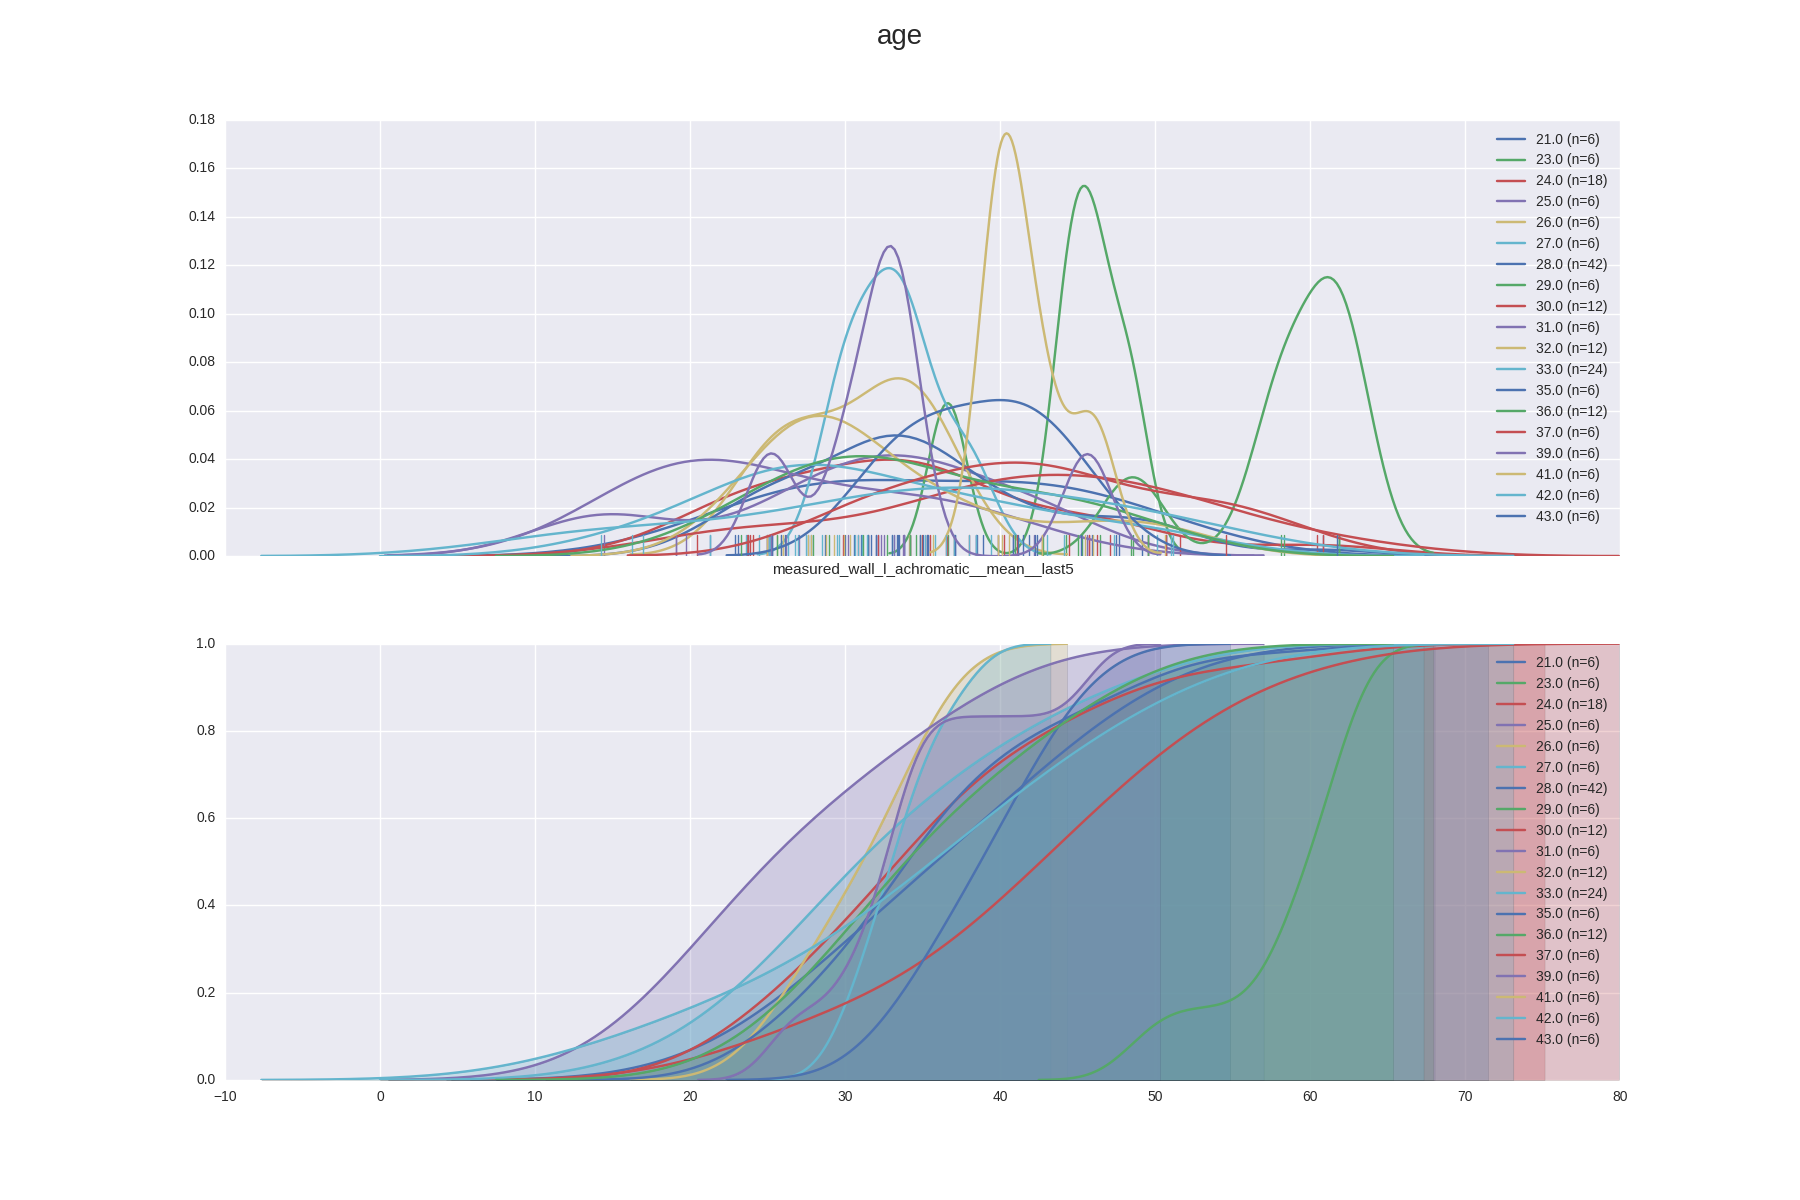 age
0.18
0.16
0.14
0.12
0.10
0.08
0.06
0.04
0.02
0.00
21.0 (n=6)
23.0 (n=6)
24.0 (n=18)
25.0 (n=6)
26.0 (n=6)
27.0 (n=6)
28.0 (n=42)
29.0 (n=6)
30.0 (n=12)
31.0 (n=6)
32.0 (n=12)
33.0 (n=24)
35.0 (n=6)
36.0 (n=12)
37.0 (n=6)
39.0 (n=6)
41.0 (n=6)
42.0 (n=6)
43.0 (n=6)
measured_wall_l_achromatic__mean__last5
1.0
0.8
0.6
0.4
0.2
0.0
21.0 (n=6)
23.0 (n=6)
24.0 (n=18)
25.0 (n=6)
26.0 (n=6)
27.0 (n=6)
28.0 (n=42)
29.0 (n=6)
30.0 (n=12)
31.0 (n=6)
32.0 (n=12)
33.0 (n=24)
35.0 (n=6)
36.0 (n=12)
37.0 (n=6)
39.0 (n=6)
41.0 (n=6)
42.0 (n=6)
43.0 (n=6)
−10 0 10 20 30 40 50 60 70 80